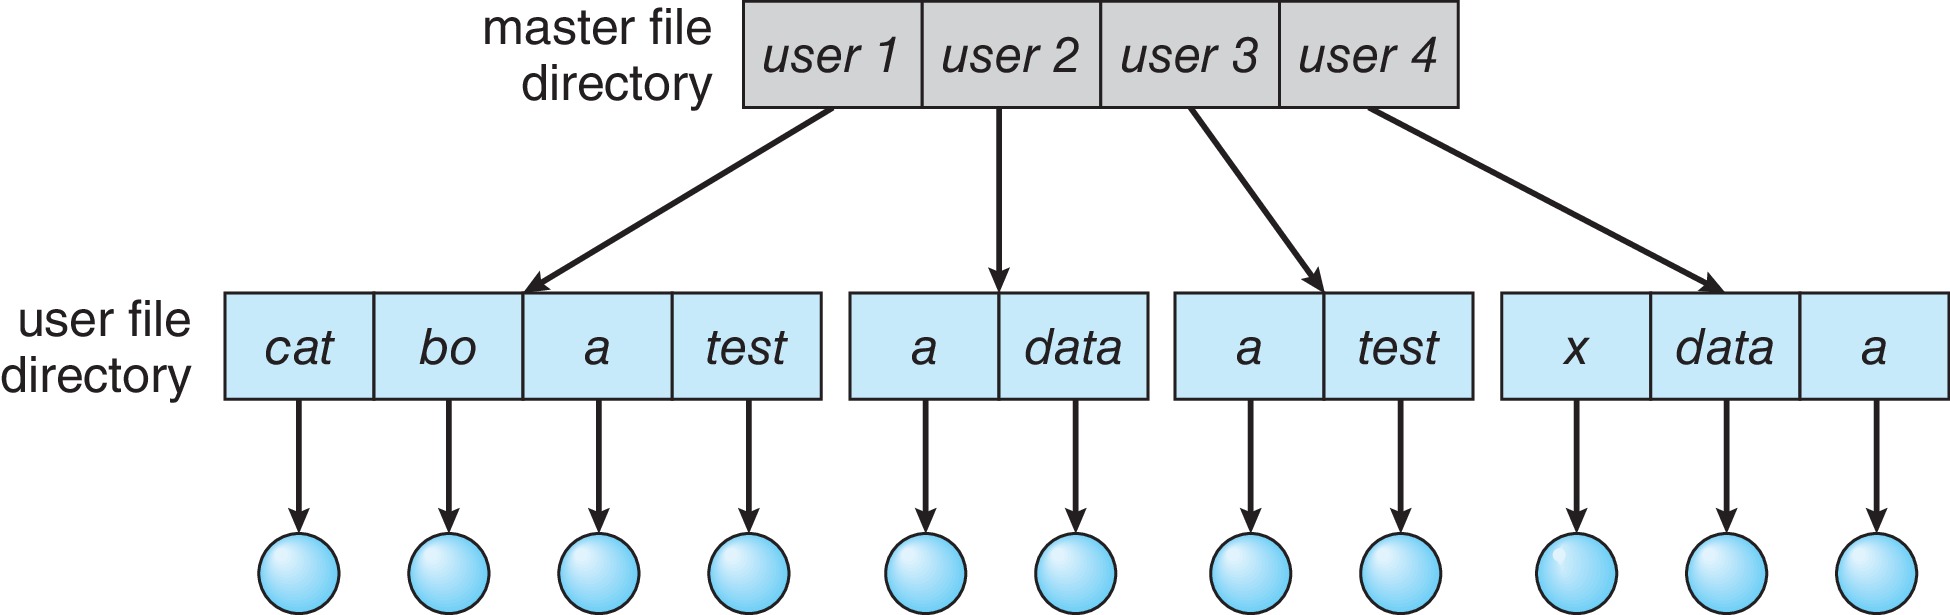 master file
directory
user 1 user 2 user 3 user 4
user file
directory
cat bo a test a data a test x data a